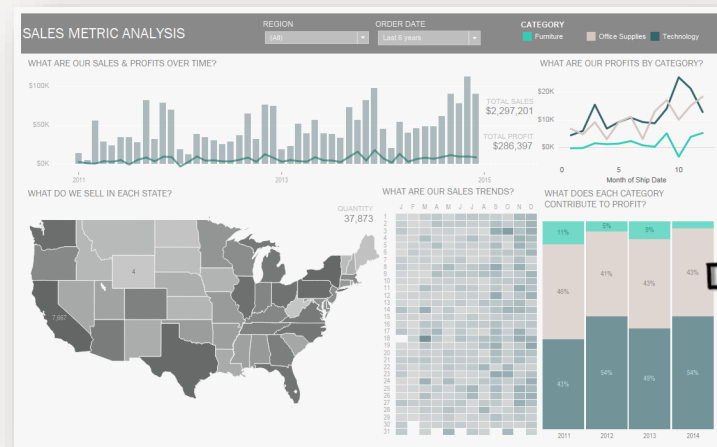 SALES METRIC ANALYSIS
REGION
(All)
ORDER DATE
Last 6 years
CATEGORY
Furniture
Office Supplies
Technology
WHAT ARE OUR SALES & PROFITS OVER TIME?
$100K
$50K
$0K
2011
2013
2015
TOTAL SALES
$2,297,201
TOTAL PROFIT
$286,397
WHAT ARE OUR PROFITS BY CATEGORY?
$20K
$10K
$0K
0 5 10
Month of Ship Date
WHAT DO WE SELL IN EACH STATE?
QUANTITY
37,873
4
7,667
WHAT ARE OUR SALES TRENDS?
J F M A M J J A S O N D
1
2
3
4
5
6
7
8
9
10
11
12
13
14
15
16
17
18
19
20
21
22
23
24
25
26
27
28
29
30
31
WHAT DOES EACH CATEGORY
CONTRIBUTE TO PROFIT?
11% 5% 9%
46% 41% 43% 43%
43% 54% 48% 54%
2011 2012 2013 2014